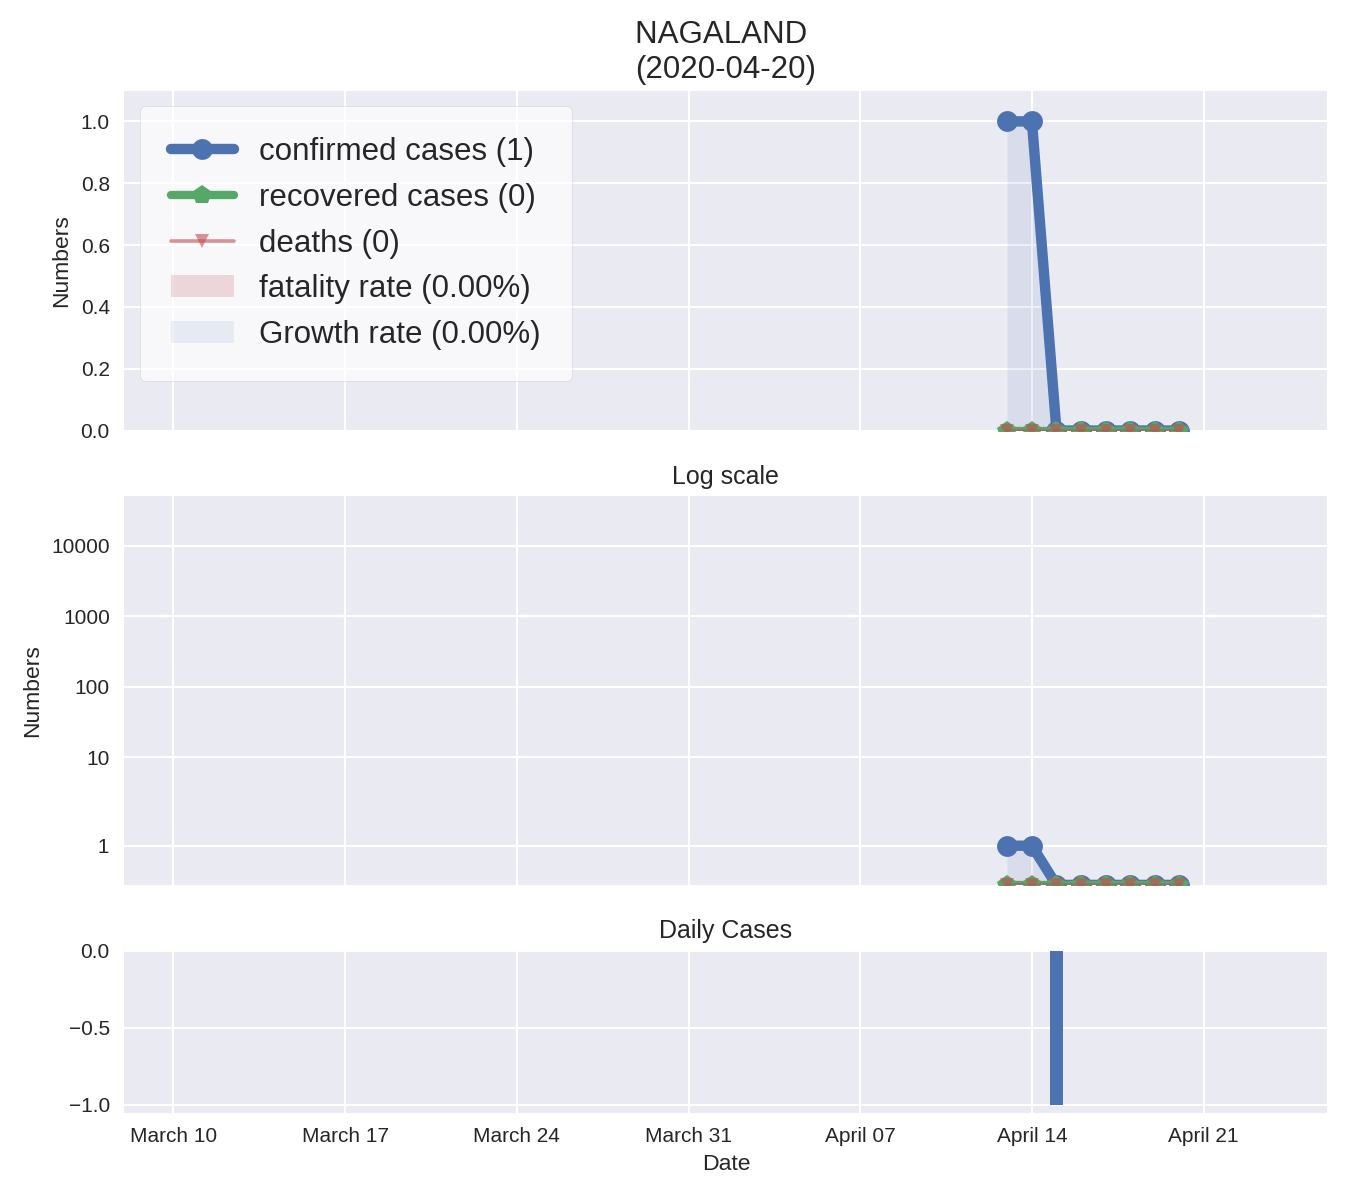 NAGALAND
(2020-04-20)
1.0
0.8
0.6
0.4
0.2
0.0
Numbers
confirmed cases (1)
recovered cases (0)
deaths (0)
fatality rate (0.00%)
Growth rate (0.00%)
Log scale
10000
1000
100
10
1
Numbers
Daily Cases
0.0
−0.5
−1.0
March 10 March 17 March 24 March 31 April 07 April 14 April 21
Date